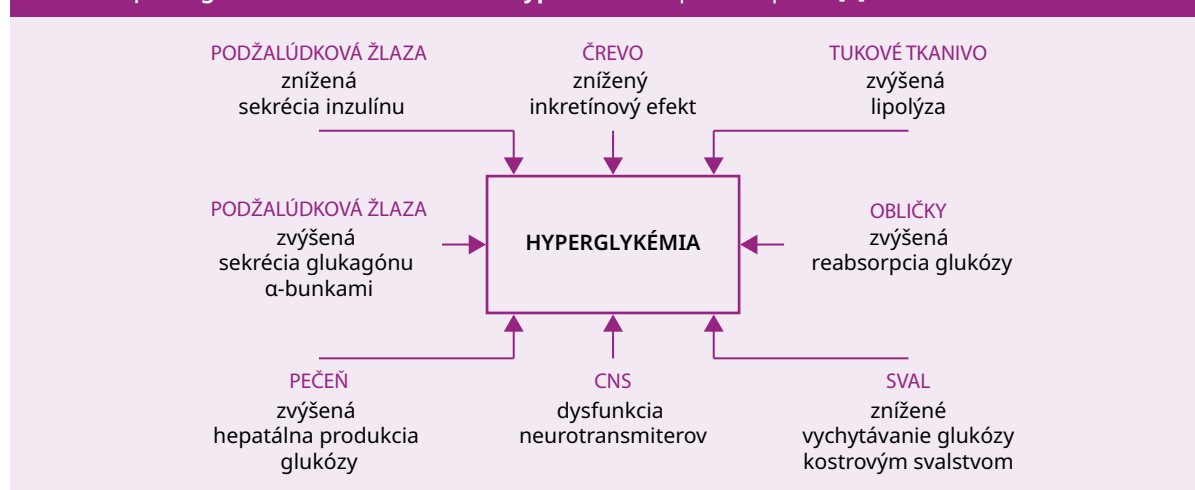 PODŽALÚDKOVÁ ŽLAZA
znížená
sekrécia inzulínu
ČREVO
znížený
inkretínový efekt
TUKOVÉ TKANIVO
zvýšená
lipolýza
PODŽALÚDKOVÁ ŽLAZA
zvýšená
sekrécia glukagónu
α-bunkami
HYPERGLYKÉMIA
OBLIČKY
zvýšená
reabsorpcia glukózy
PEČEŇ
zvýšená
hepatálna produkcia
glukózy
CNS
dysfunkcia
neurotransmiterov
SVAL
znížené
vychytávanie glukózy
kostrovým svalstvom